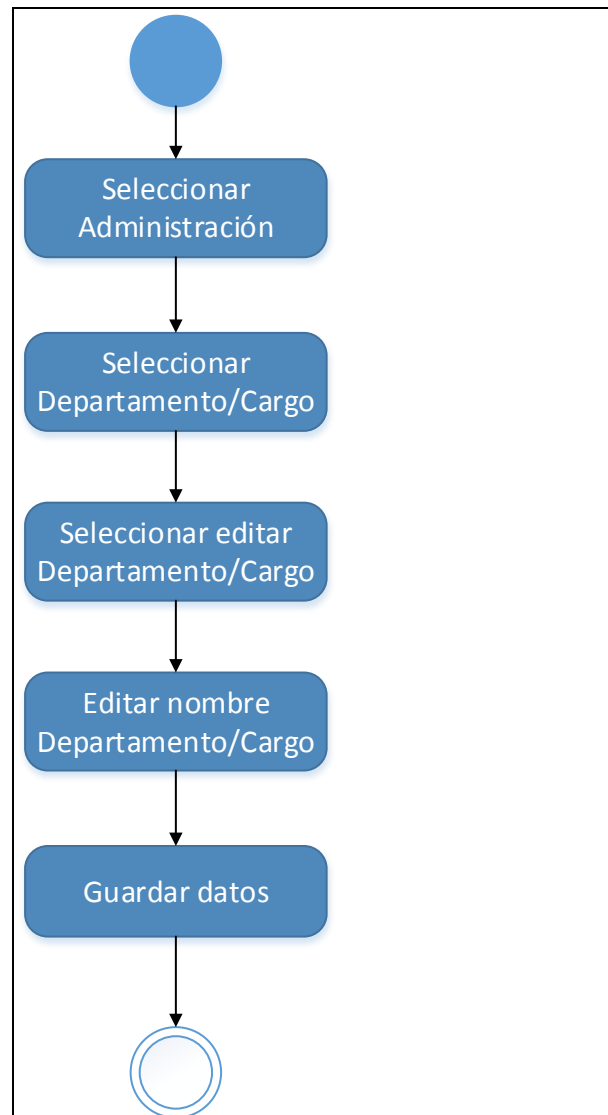 Seleccionar
Administración
Seleccionar
Departamento/Cargo
Seleccionar editar
Departamento/Cargo
Editar nombre
Departamento/Cargo
Guardar datos